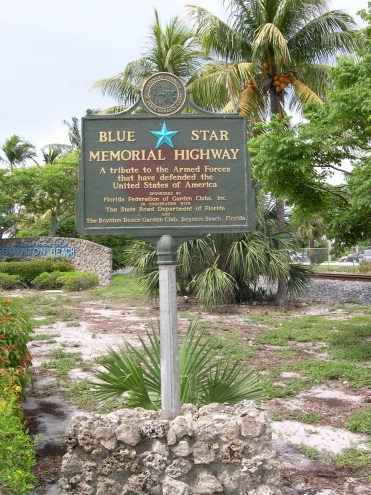 BLUE STAR
MEMORIAL HIGHWAY
A tribute to the Armed Forces
that have defended the
United States of America
SPONSORED BY
Florida Federation of Garden Clubs, Inc.
IN COOPERATION WITH
The State Road Department of Florida
AND
The Boynton Beach Garden Club, Boynton Beach, Florida
BOYNTON BEACH